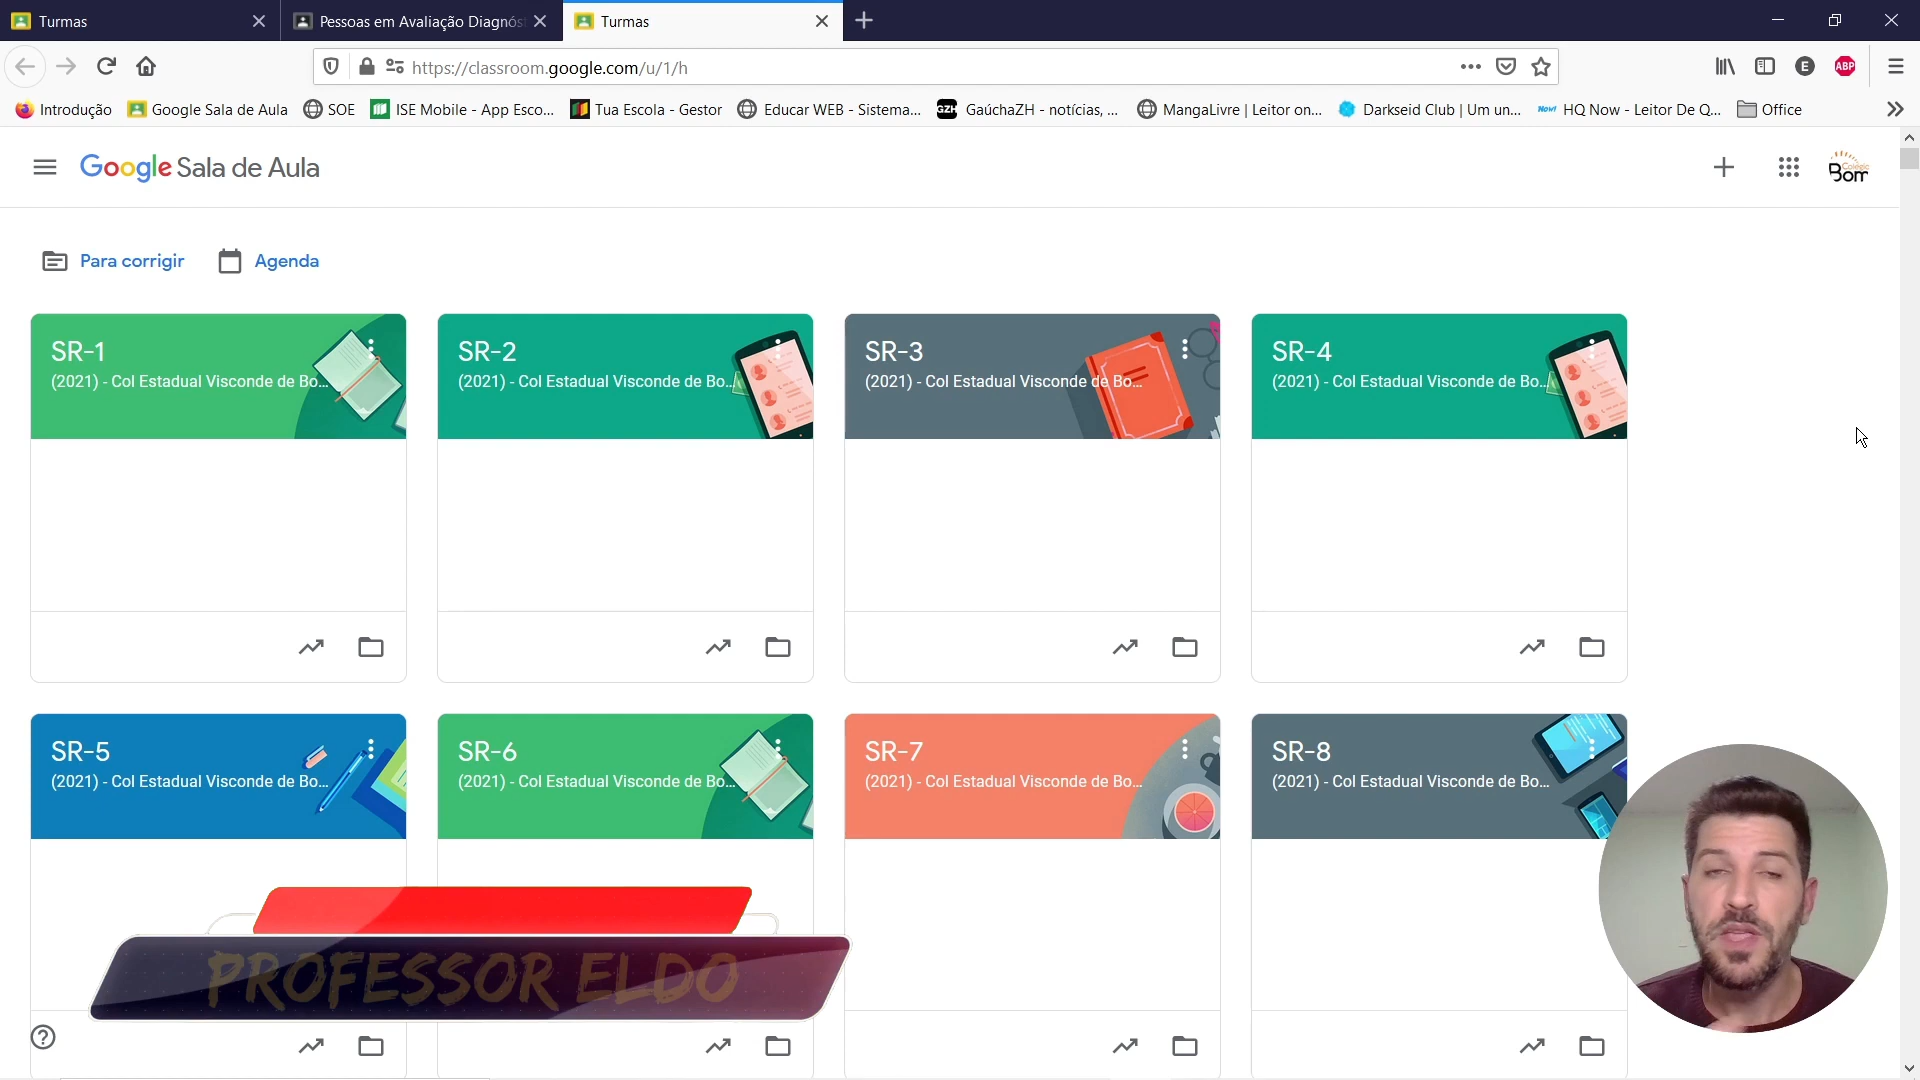 Turmas
Pessoas em Avaliação Diagnós
Turmas
https://classroom.google.com/u/1/h
E
ABP
Introdução
Google Sala de Aula
SOE
ISE Mobile - App Esco...
Tua Escola - Gestor
Educar WEB - Sistema...
GZH
GaúchaZH - notícias, ...
MangaLivre | Leitor on...
Darkseid Club | Um un...
Now!
HQ Now - Leitor De Q...
Office
Google Sala de Aula
Colégio
Bom
Para corrigir
Agenda
SR-1
(2021) - Col Estadual Visconde de Bo...
SR-2
(2021) - Col Estadual Visconde de Bo...
SR-3
(2021) - Col Estadual Visconde de Bo...
SR-4
(2021) - Col Estadual Visconde de Bo...
SR-5
(2021) - Col Estadual Visconde de Bo...
SR-6
(2021) - Col Estadual Visconde de Bo...
SR-7
(2021) - Col Estadual Visconde de Bo...
SR-8
(2021) - Col Estadual Visconde de Bo...
PROFESSOR ELDO